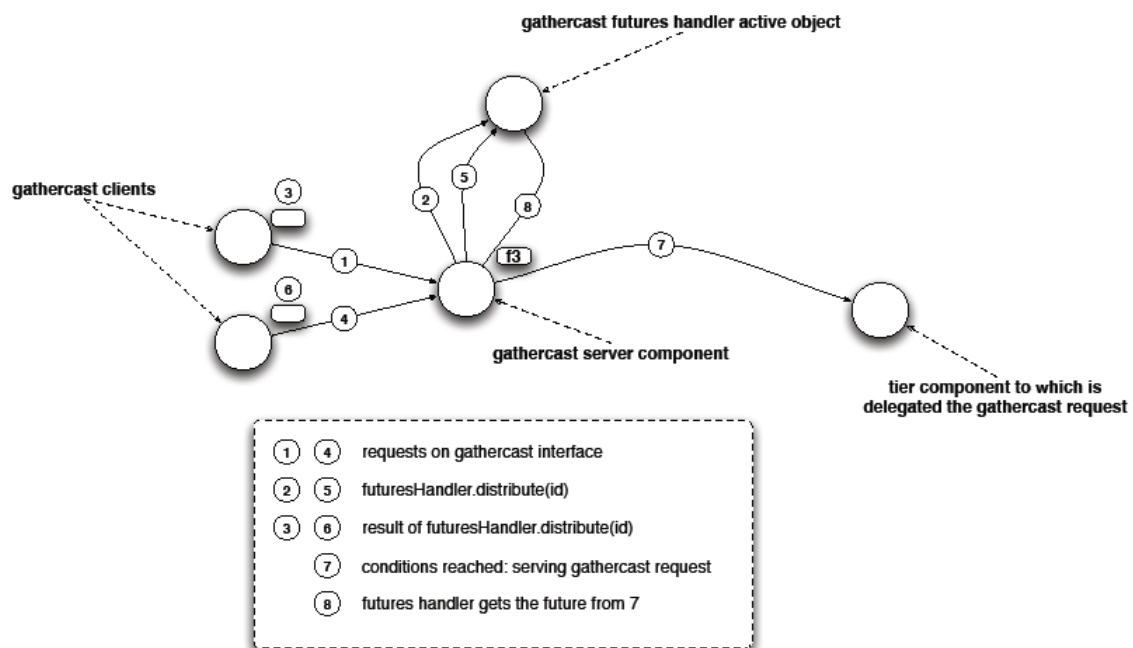 gathercast futures handler active object
gathercast clients
3
2
5
8
1
f3
7
6
4
gathercast server component
tier component to which is
delegated the gathercast request
1 4 requests on gathercast interface
2 5 futuresHandler.distribute(id)
3 6 result of futuresHandler.distribute(id)
7 conditions reached: serving gathercast request
8 futures handler gets the future from 7